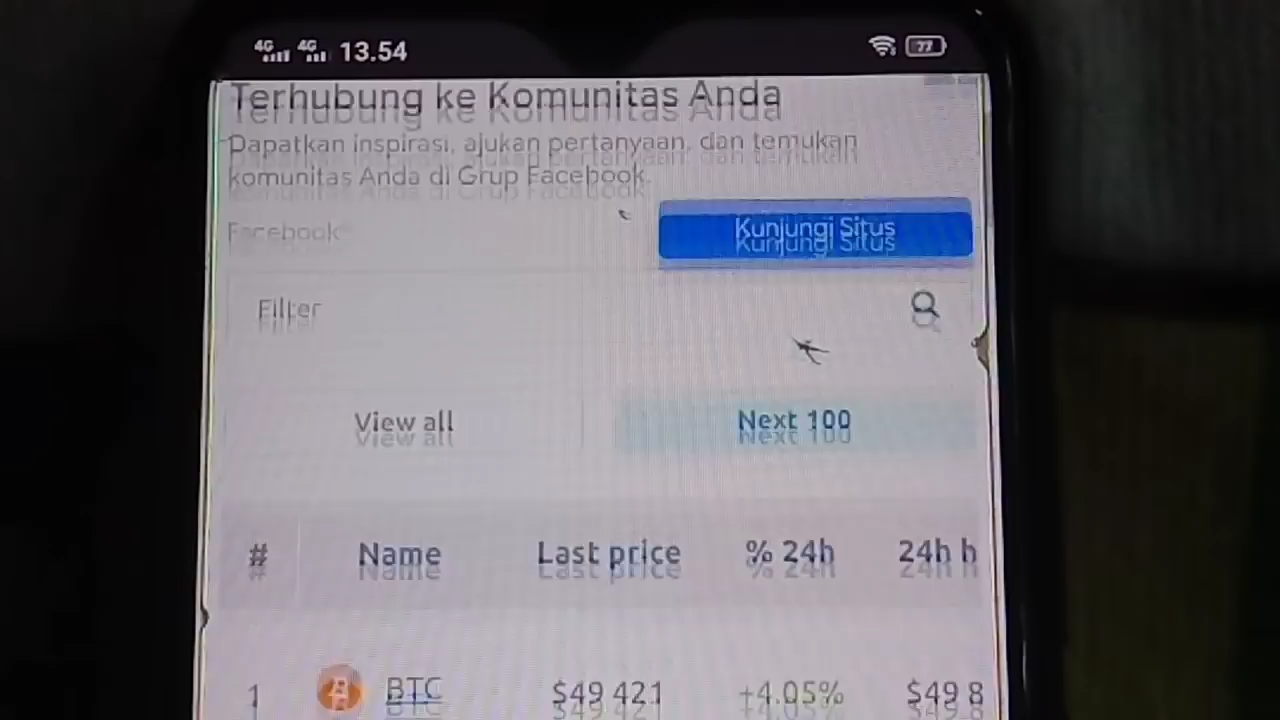 4G 4G 13.54 77
Terhubung ke Komunitas Anda
Dapatkan inspirasi, ajukan pertanyaan, dan temukan
komunitas Anda di Grup Facebook.
Facebook
Kunjungi Situs
Filter
View all
Next 100
# Name Last price % 24h 24h h
1 BTC $49 421 +4.05% $49 8